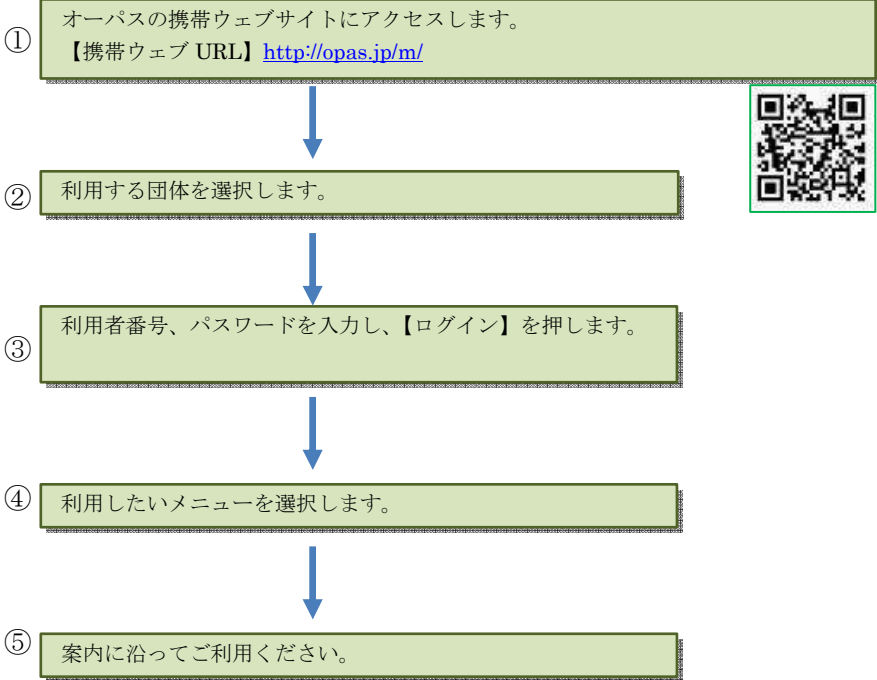 ①
オーパスの携帯ウェブサイトにアクセスします。
【携帯ウェブ URL】http://opas.jp/m/
②
利用する団体を選択します。
③
利用者番号、パスワードを入力し、【ログイン】を押します。
④
利用したいメニューを選択します。
⑤
案内に沿ってご利用ください。